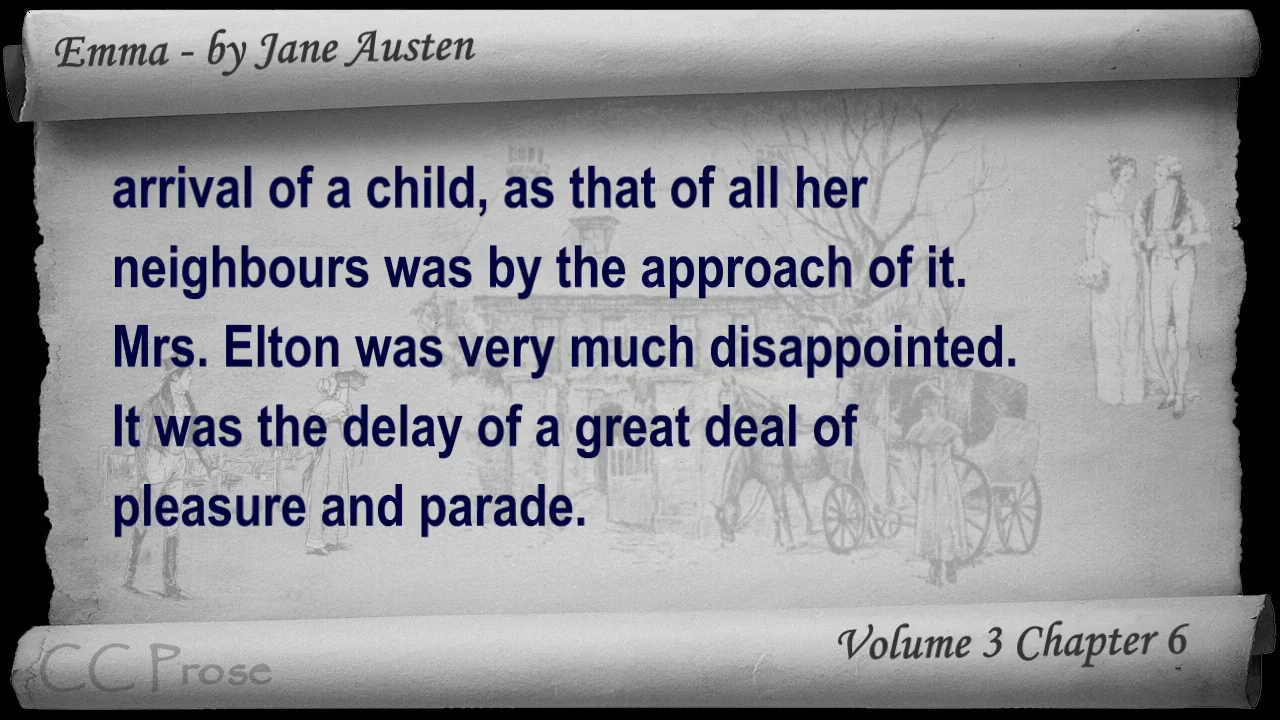 Emma - by Jane Austen
arrival of a child, as that of all her
neighbours was by the approach of it.
Mrs. Elton was very much disappointed.
It was the delay of a great deal of
pleasure and parade.
Volume 3 Chapter 6
CC Prose